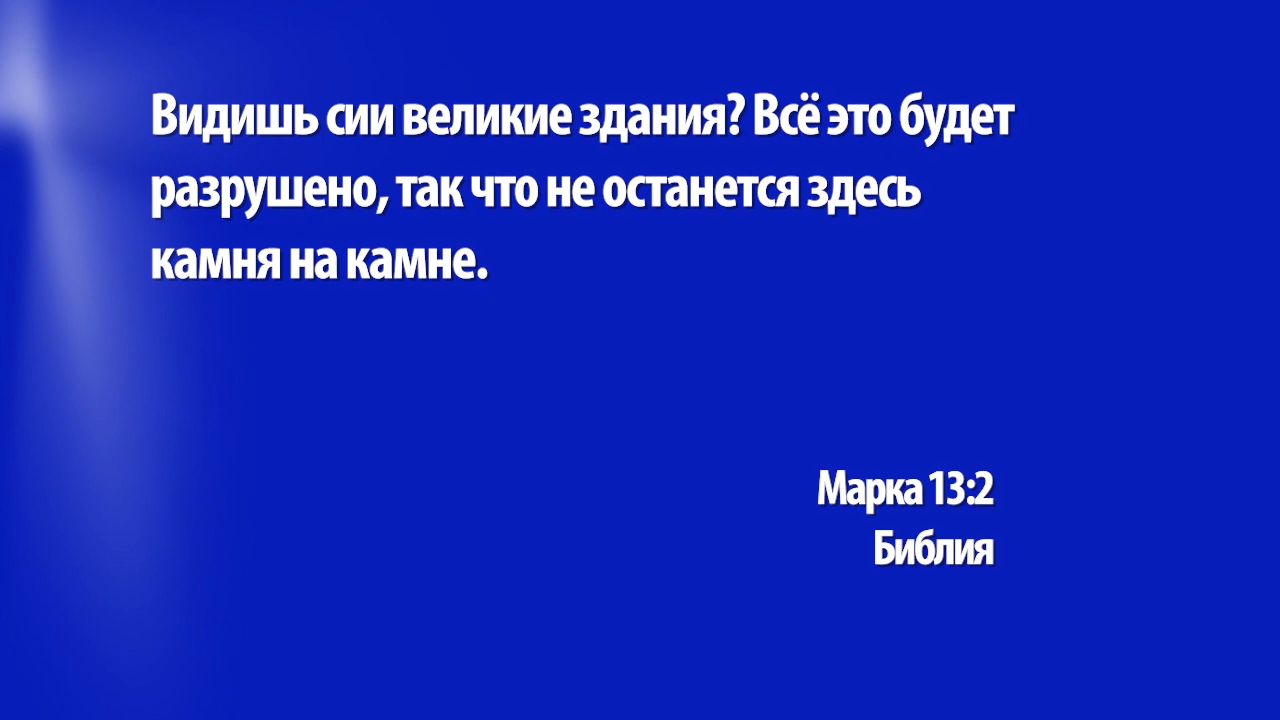 Видишь сии великие здания? Всё это будет
разрушено, так что не останется здесь
камня на камне.
Марка 13:2
Библия